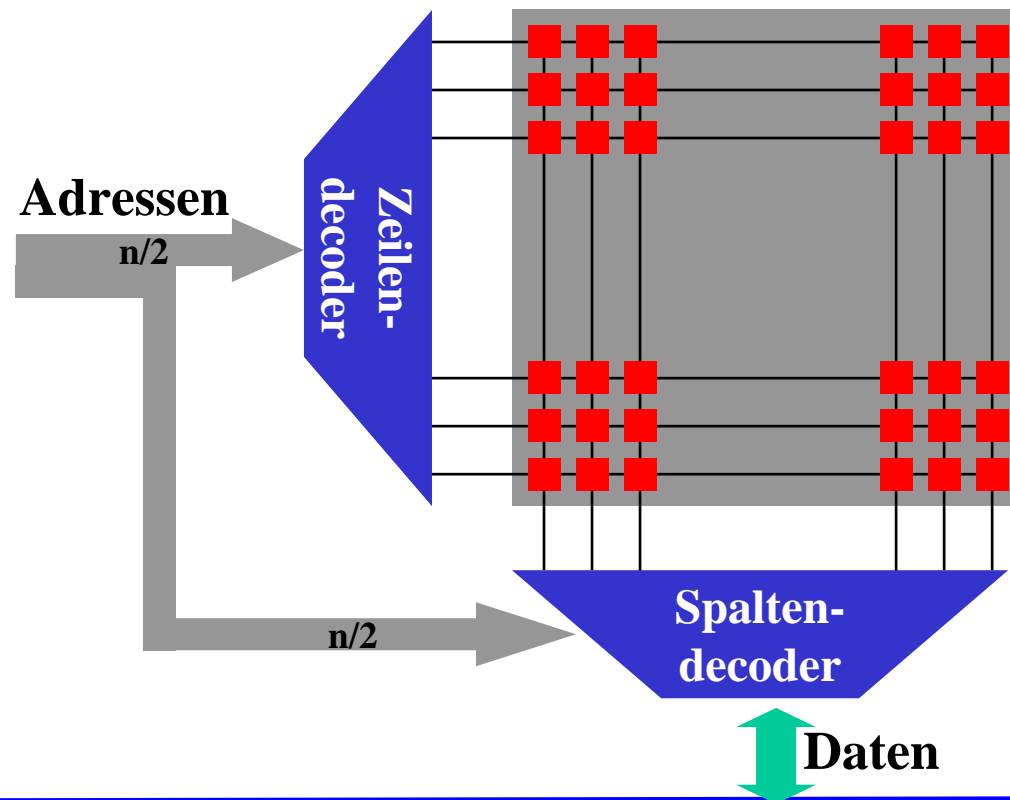 Adressen
n/2
Zeilen-
decoder
n/2
Spalten-
decoder
Daten